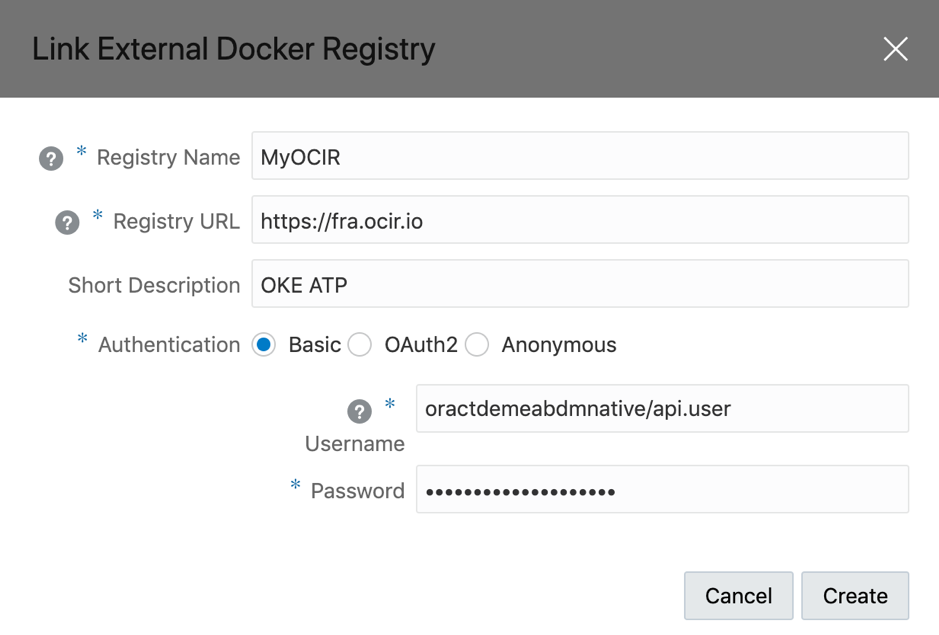 Link External Docker Registry
? * Registry Name MyOCIR
? * Registry URL https://fra.ocir.io
Short Description OKE ATP
* Authentication Basic OAuth2 Anonymous
? * Username oractdemeabdmnative/api.user
* Password ••••••••••••••••••••
Cancel Create